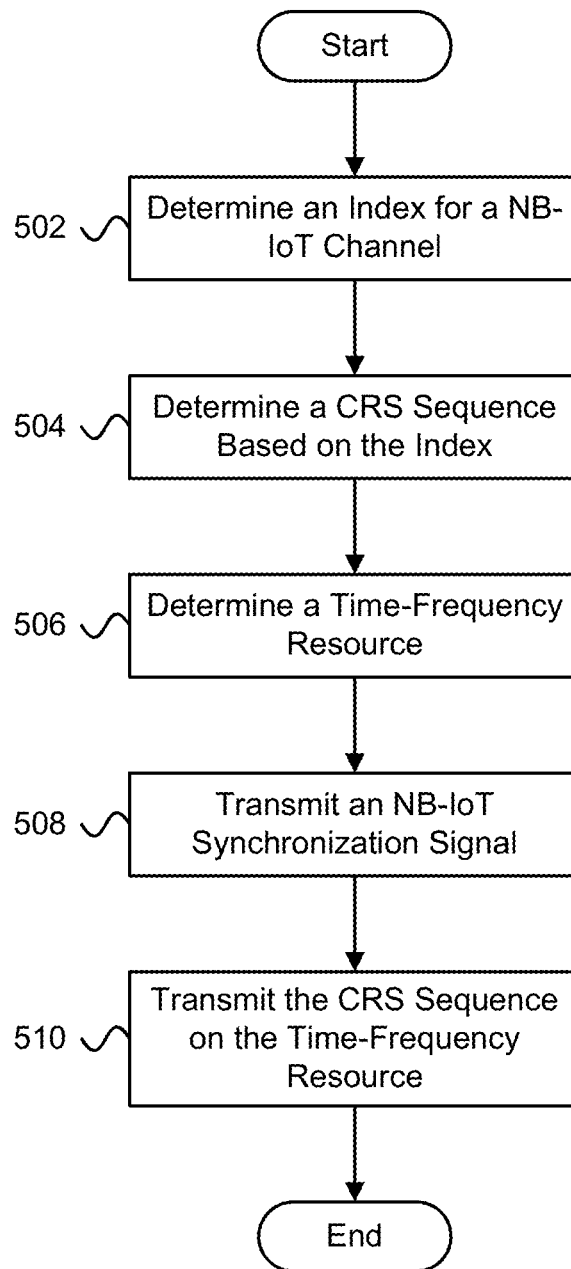 Start
502
Determine an Index for a NB-
IoT Channel
504
Determine a CRS Sequence
Based on the Index
506
Determine a Time-Frequency
Resource
508
Transmit an NB-IoT
Synchronization Signal
510
Transmit the CRS Sequence
on the Time-Frequency
Resource
End